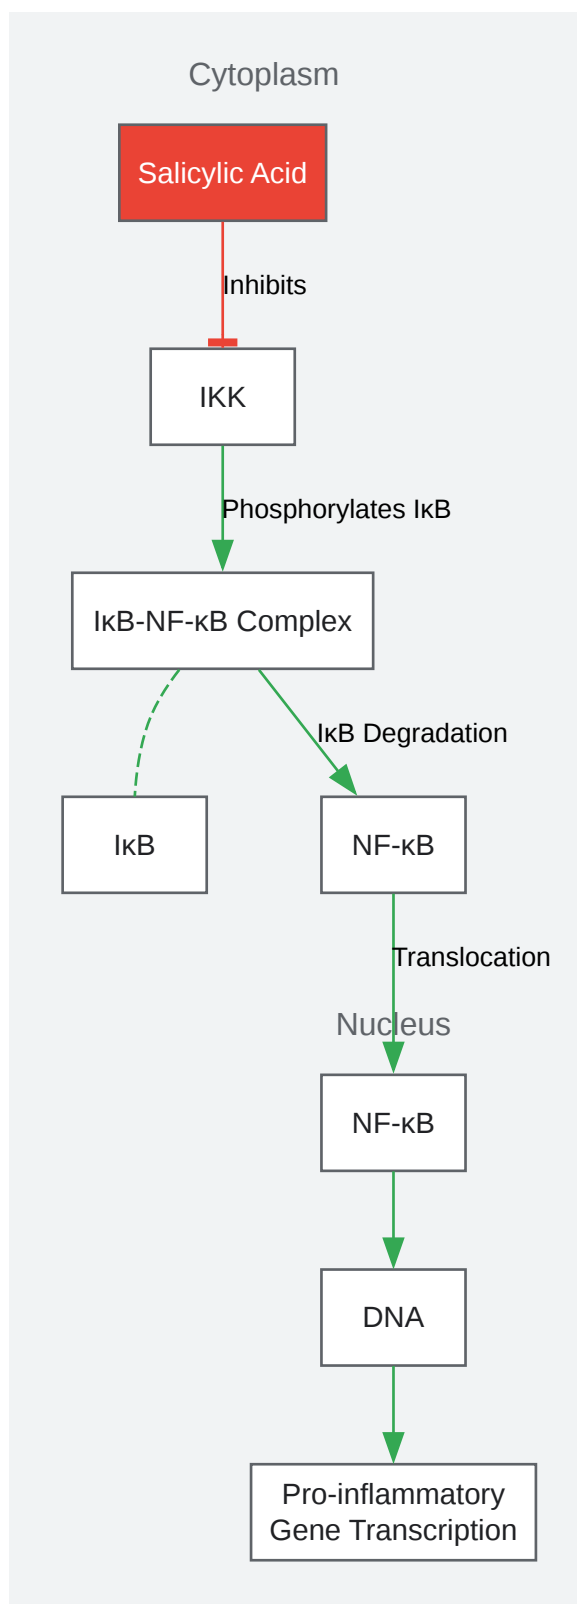 Cytoplasm
Salicylic Acid
Inhibits
IKK
Phosphorylates IκB
IκB-NF-κB Complex
IκB Degradation
IκB
NF-κB
Translocation
Nucleus
NF-κB
DNA
Pro-inflammatory
Gene Transcription